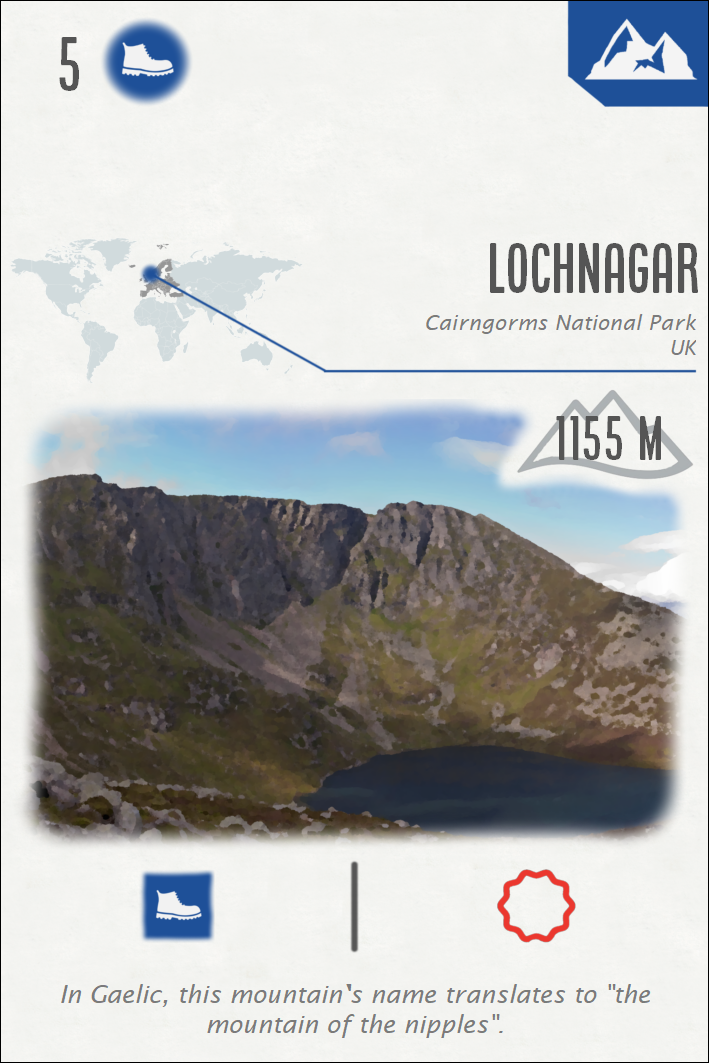 5
LOCHNAGAR
Cairngorms National Park
UK
1155 M
In Gaelic, this mountain's name translates to "the
mountain of the nipples".